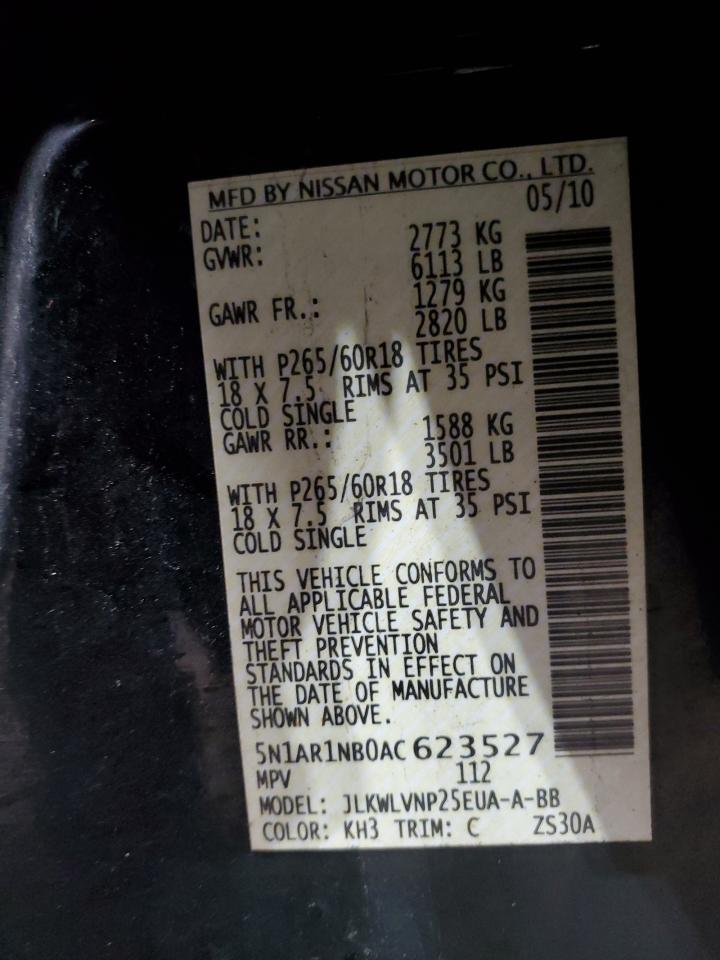 MFD BY NISSAN MOTOR CO., LTD.
DATE: 05/10
GVWR: 2773 KG
6113 LB
GAWR FR.: 1279 KG
2820 LB
WITH P265/60R18 TIRES
18 X 7.5 RIMS AT 35 PSI
COLD SINGLE
GAWR RR.: 1588 KG
3501 LB
WITH P265/60R18 TIRES
18 X 7.5 RIMS AT 35 PSI
COLD SINGLE
THIS VEHICLE CONFORMS TO
ALL APPLICABLE FEDERAL
MOTOR VEHICLE SAFETY AND
THEFT PREVENTION
STANDARDS IN EFFECT ON
THE DATE OF MANUFACTURE
SHOWN ABOVE.
5N1AR1NB0AC623527
MPV 112
MODEL: JLKWLVNP25EUA-A-BB
COLOR: KH3 TRIM: C ZS30A